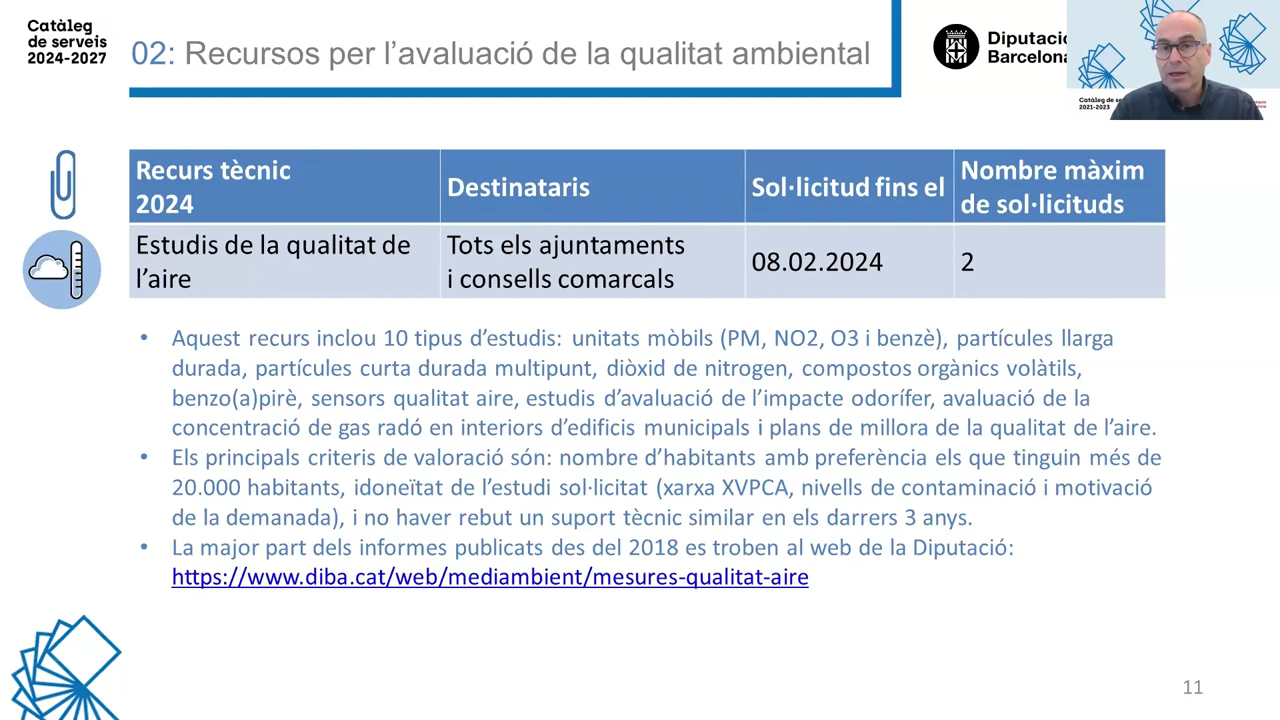 Catàleg
de serveis
2024-2027
02: Recursos per l’avaluació de la qualitat ambiental
Diputació
Barcelona
Catàleg de se
2021-2023
Recurs tècnic
2024
Destinataris
Sol·licitud fins el
Nombre màxim
de sol·licituds
Estudis de la qualitat de
l’aire
Tots els ajuntaments
i consells comarcals
08.02.2024
2
• Aquest recurs inclou 10 tipus d’estudis: unitats mòbils (PM, NO2, O3 i benzè), partícules llarga
durada, partícules curta durada multipunt, diòxid de nitrogen, compostos orgànics volàtils,
benzo(a)pirè, sensors qualitat aire, estudis d’avaluació de l’impacte odorífer, avaluació de la
concentració de gas radó en interiors d’edificis municipals i plans de millora de la qualitat de l’aire.
• Els principals criteris de valoració són: nombre d’habitants amb preferència els que tinguin més de
20.000 habitants, idoneïtat de l’estudi sol·licitat (xarxa XVPCA, nivells de contaminació i motivació
de la demanada), i no haver rebut un suport tècnic similar en els darrers 3 anys.
• La major part dels informes publicats des del 2018 es troben al web de la Diputació:
https://www.diba.cat/web/mediambient/mesures-qualitat-aire
11